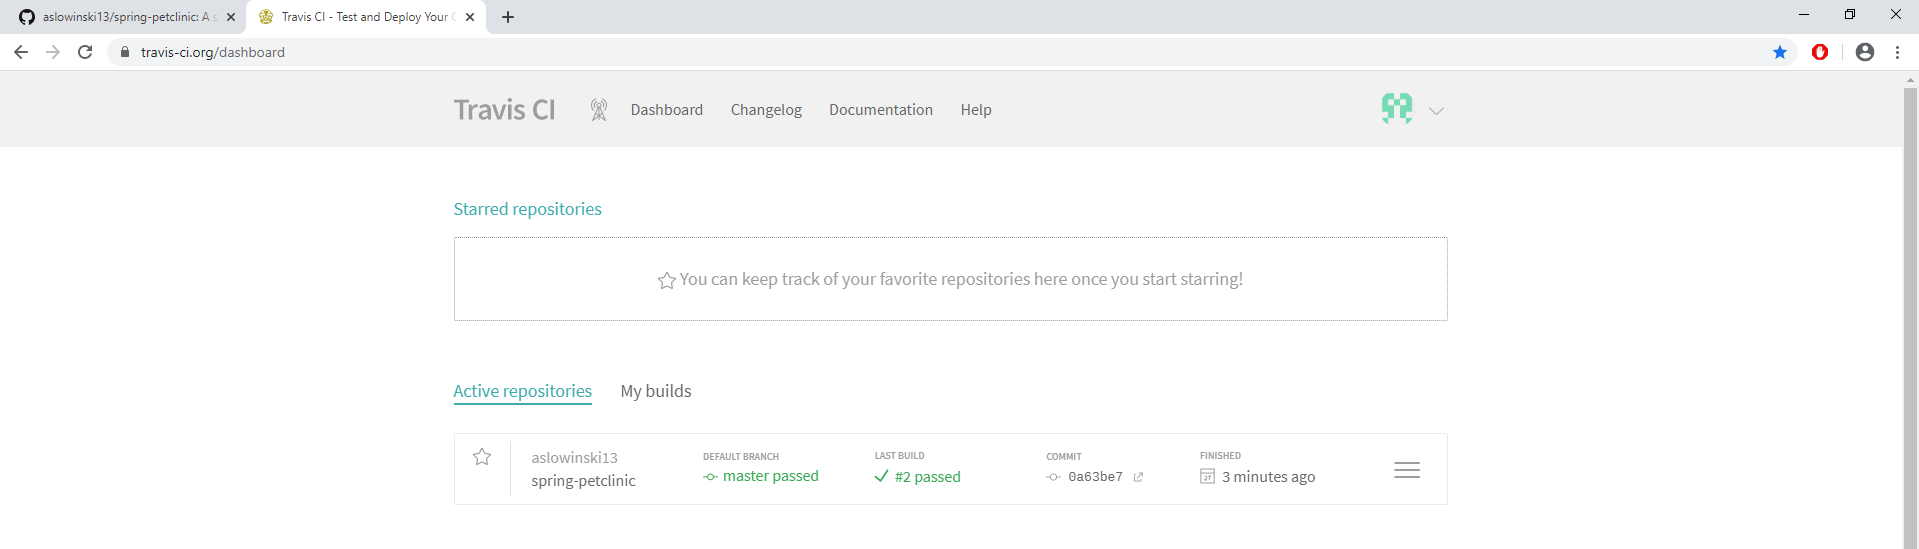 aslowinski13/spring-petclinic: A s
Travis CI - Test and Deploy Your C
travis-ci.org/dashboard
Travis CI Dashboard Changelog Documentation Help
Starred repositories
You can keep track of your favorite repositories here once you start starring!
Active repositories My builds
aslowinski13
spring-petclinic
DEFAULT BRANCH
master passed
LAST BUILD
#2 passed
COMMIT
0a63be7
FINISHED
27
3 minutes ago